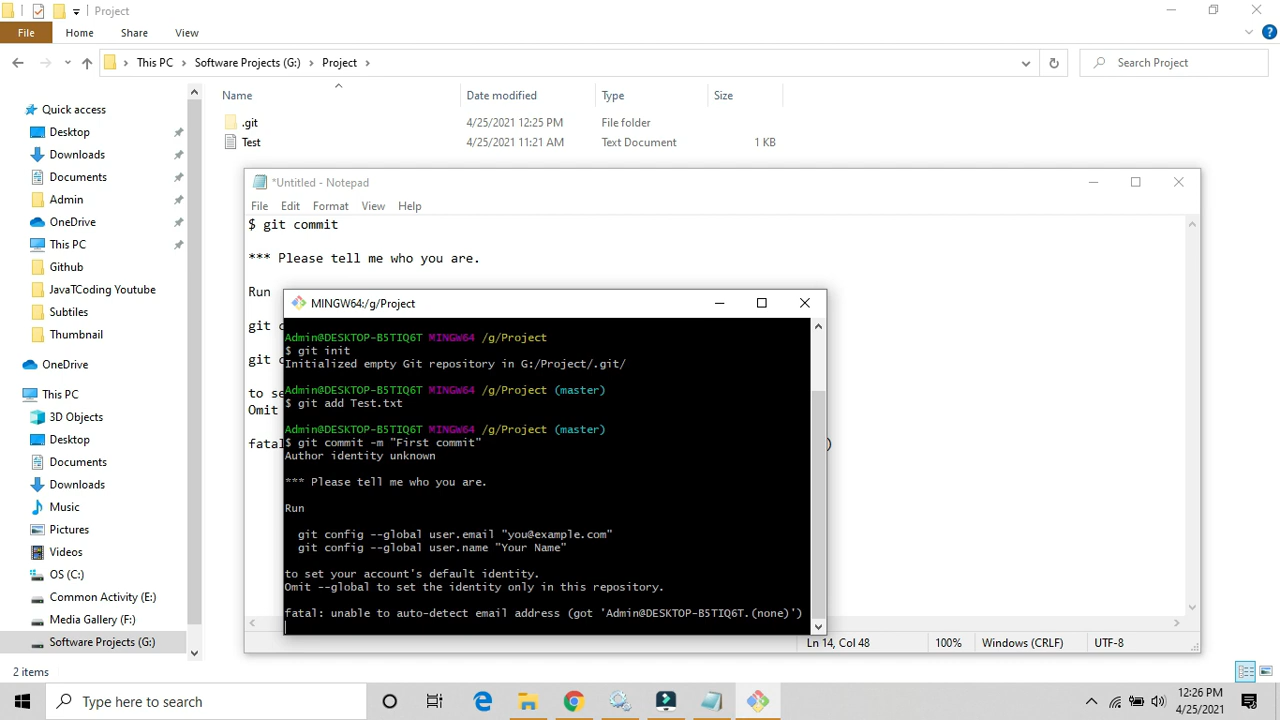 Project
File Home Share View
This PC Software Projects (G:) Project
Search Project
Name Date modified Type Size
.git 4/25/2021 12:25 PM File folder
Test 4/25/2021 11:21 AM Text Document 1 KB
Quick access
Desktop
Downloads
Documents
Admin
OneDrive
This PC
Github
JavaTCoding Youtube
Subtiles
Thumbnail
OneDrive
This PC
3D Objects
Desktop
Documents
Downloads
Music
Pictures
Videos
OS (C:)
Common Activity (E:)
Media Gallery (F:)
Software Projects (G:)
2 items
*Untitled - Notepad
File Edit Format View Help
$ git commit
*** Please tell me who you are.
Run
git c
git c
to se
Omit
fatal
)
Ln 14, Col 48 100% Windows (CRLF) UTF-8
MINGW64:/g/Project
Admin@DESKTOP-B5TIQ6T MINGW64 /g/Project
$ git init
Initialized empty Git repository in G:/Project/.git/
Admin@DESKTOP-B5TIQ6T MINGW64 /g/Project (master)
$ git add Test.txt
Admin@DESKTOP-B5TIQ6T MINGW64 /g/Project (master)
$ git commit -m "First commit"
Author identity unknown
*** Please tell me who you are.
Run
git config --global user.email "you@example.com"
git config --global user.name "Your Name"
to set your account's default identity.
Omit --global to set the identity only in this repository.
fatal: unable to auto-detect email address (got 'Admin@DESKTOP-B5TIQ6T.(none)')
Type here to search
12:26 PM
4/25/2021